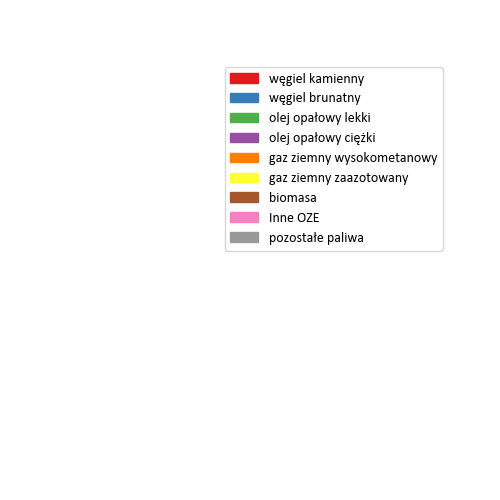 węgiel kamienny
węgiel brunatny
olej opałowy lekki
olej opałowy ciężki
gaz ziemny wysokometanowy
gaz ziemny zaazotowany
biomasa
Inne OZE
pozostałe paliwa